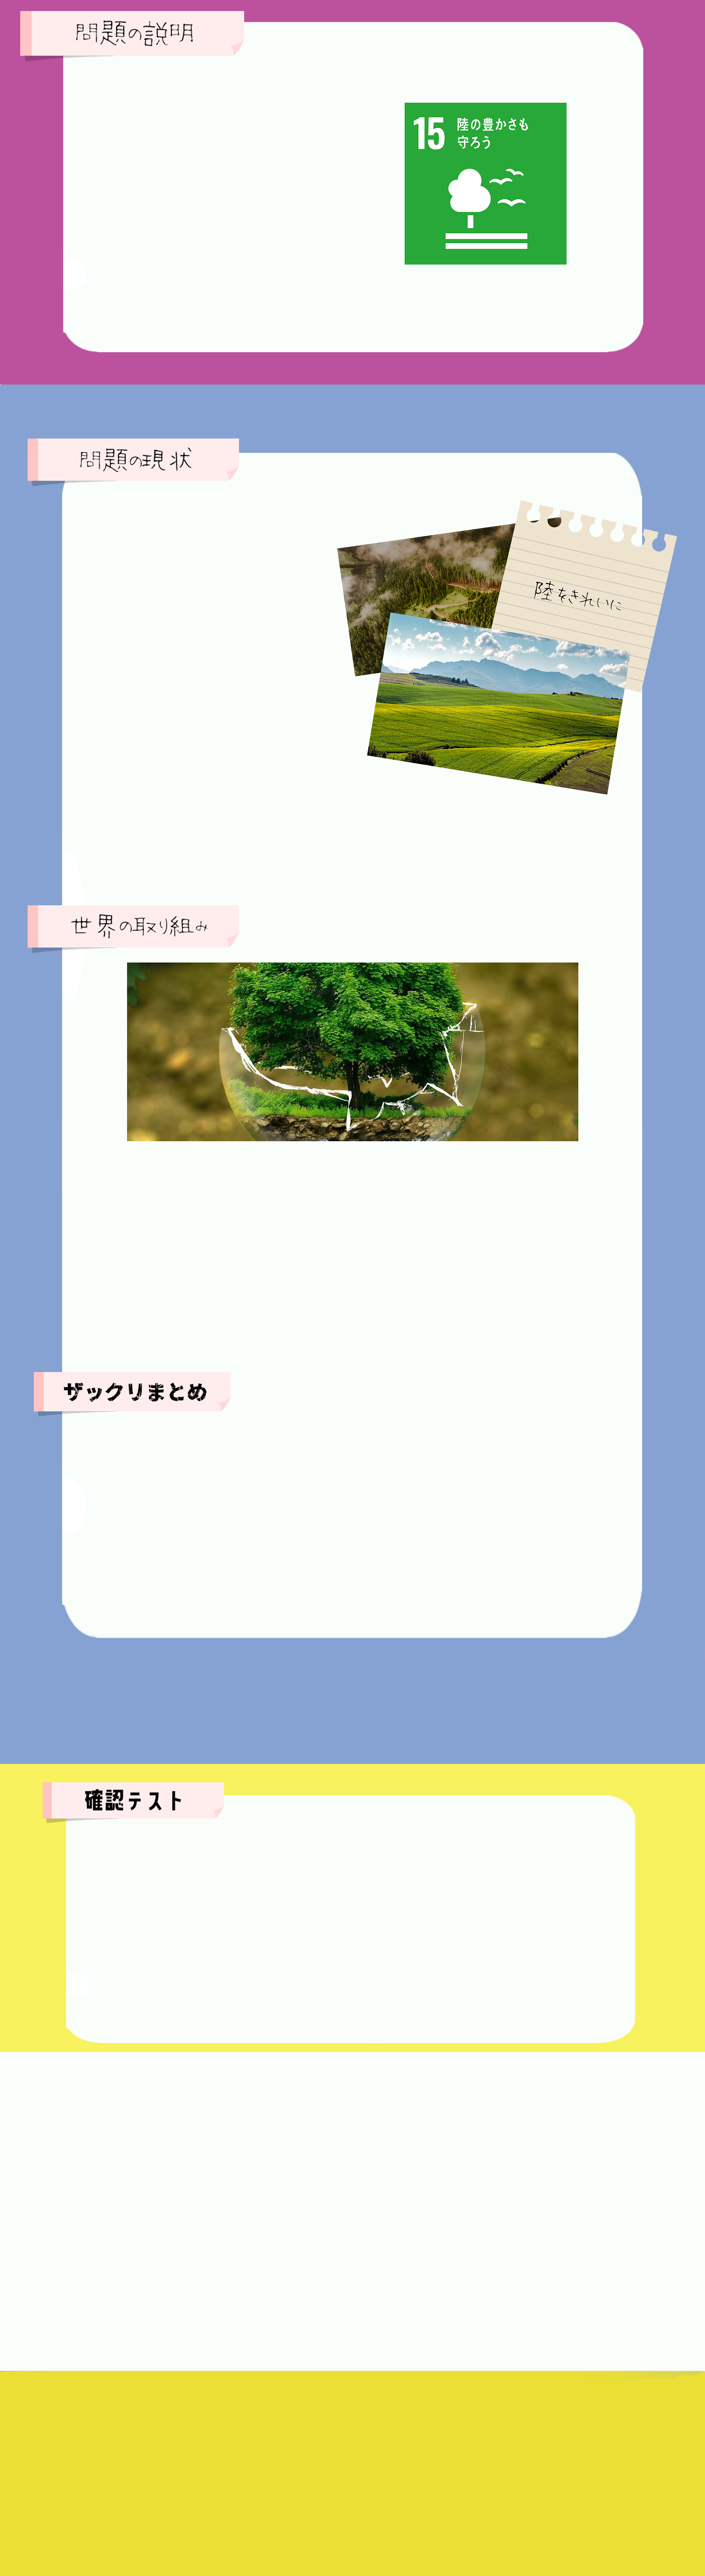 問題の説明
15 陸の豊かさも
守ろう
問題の現状
陸をきれいに
世界の取り組み
ザックリまとめ
確認テスト